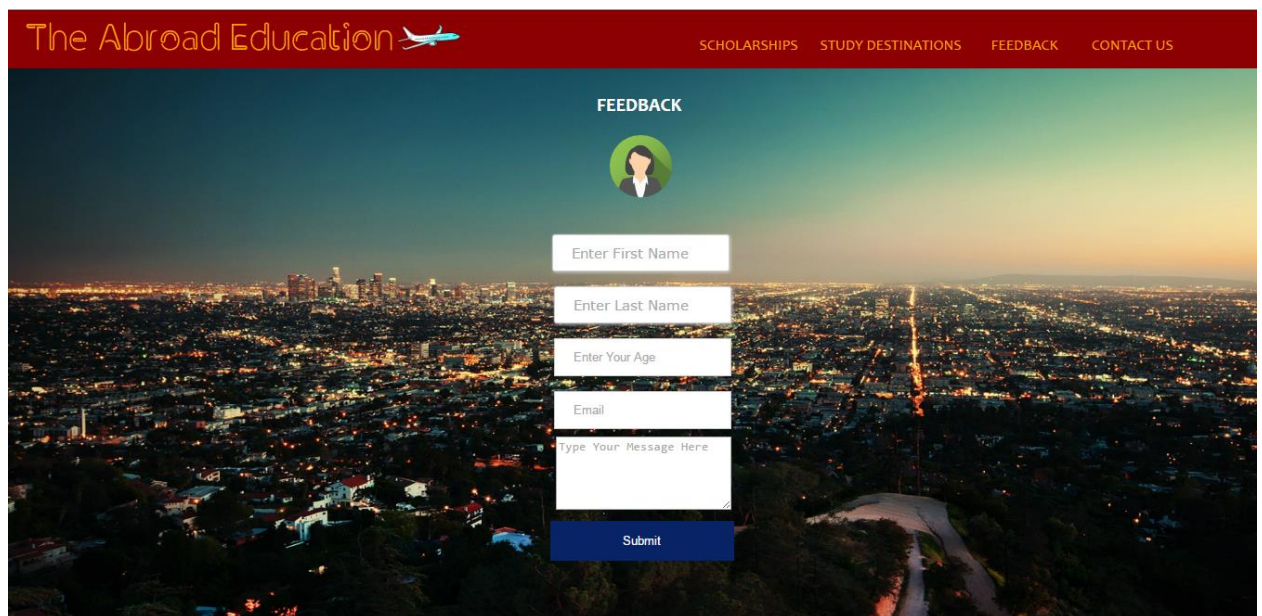 The Abroad Education
SCHOLARSHIPS STUDY DESTINATIONS FEEDBACK CONTACT US
FEEDBACK
Enter First Name
Enter Last Name
Enter Your Age
Email
Type Your Message Here
Submit